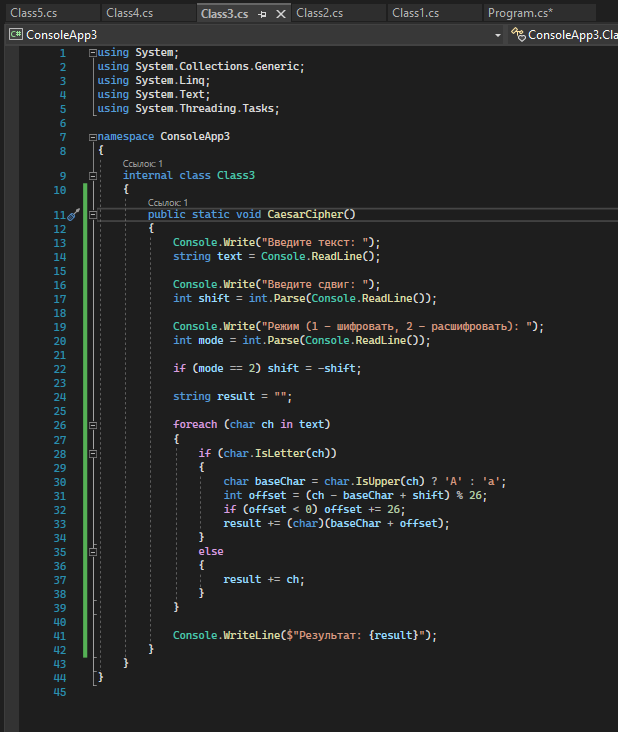 Class5.cs Class4.cs Class3.cs Class2.cs Class1.cs Program.cs*
C# ConsoleApp3 ConsoleApp3.Cla
1 using System;
2 using System.Collections.Generic;
3 using System.Linq;
4 using System.Text;
5 using System.Threading.Tasks;
6
7 namespace ConsoleApp3
8 {
Ссылок: 1
9 internal class Class3
10 {
Ссылок: 1
11 public static void CaesarCipher()
12 {
13 Console.Write("Введите текст: ");
14 string text = Console.ReadLine();
15
16 Console.Write("Введите сдвиг: ");
17 int shift = int.Parse(Console.ReadLine());
18
19 Console.Write("Режим (1 – шифровать, 2 – расшифровать): ");
20 int mode = int.Parse(Console.ReadLine());
21
22 if (mode == 2) shift = -shift;
23
24 string result = "";
25
26 foreach (char ch in text)
27 {
28 if (char.IsLetter(ch))
29 {
30 char baseChar = char.IsUpper(ch) ? 'A' : 'a';
31 int offset = (ch - baseChar + shift) % 26;
32 if (offset < 0) offset += 26;
33 result += (char)(baseChar + offset);
34 }
35 else
36 {
37 result += ch;
38 }
39 }
40
41 Console.WriteLine($"Результат: {result}");
42 }
43 }
44 }
45